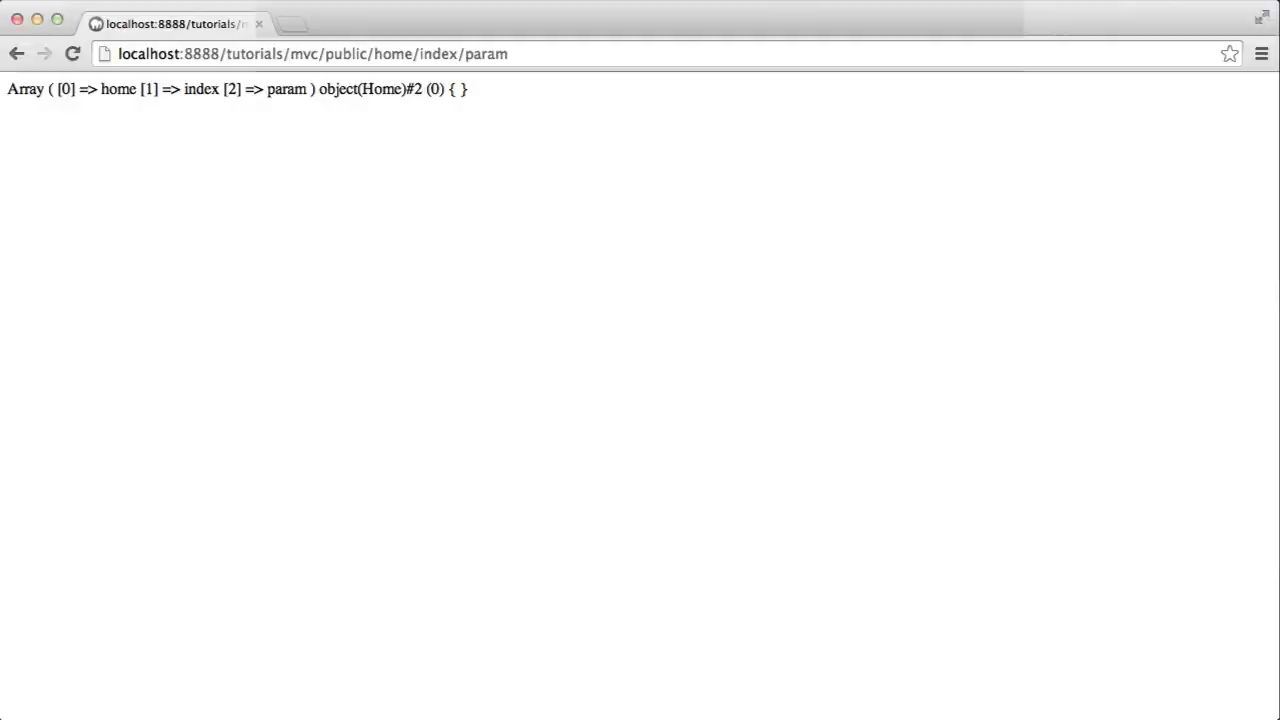 localhost:8888/tutorials/m
localhost:8888/tutorials/mvc/public/home/index/param
Array ( [0] => home [1] => index [2] => param ) object(Home)#2 (0) { }